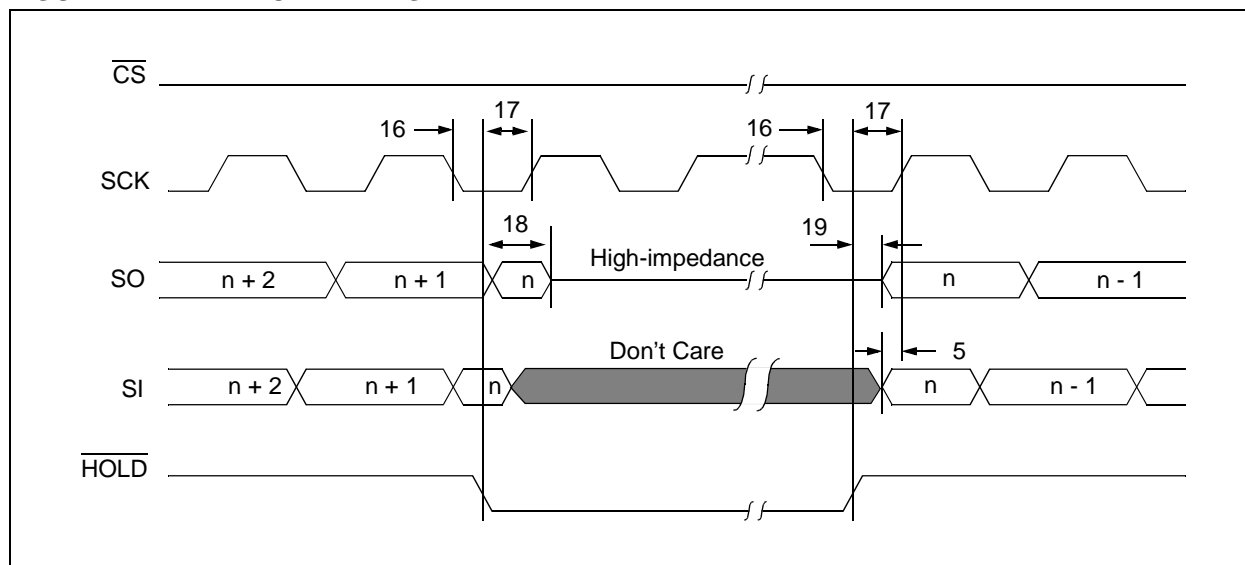 CS
17
17
16
16
SCK
18
19
High-impedance
SO
n + 2
n + 1
n
n
n - 1
Don't Care
5
SI
n + 2
n + 1
n
n
n - 1
HOLD